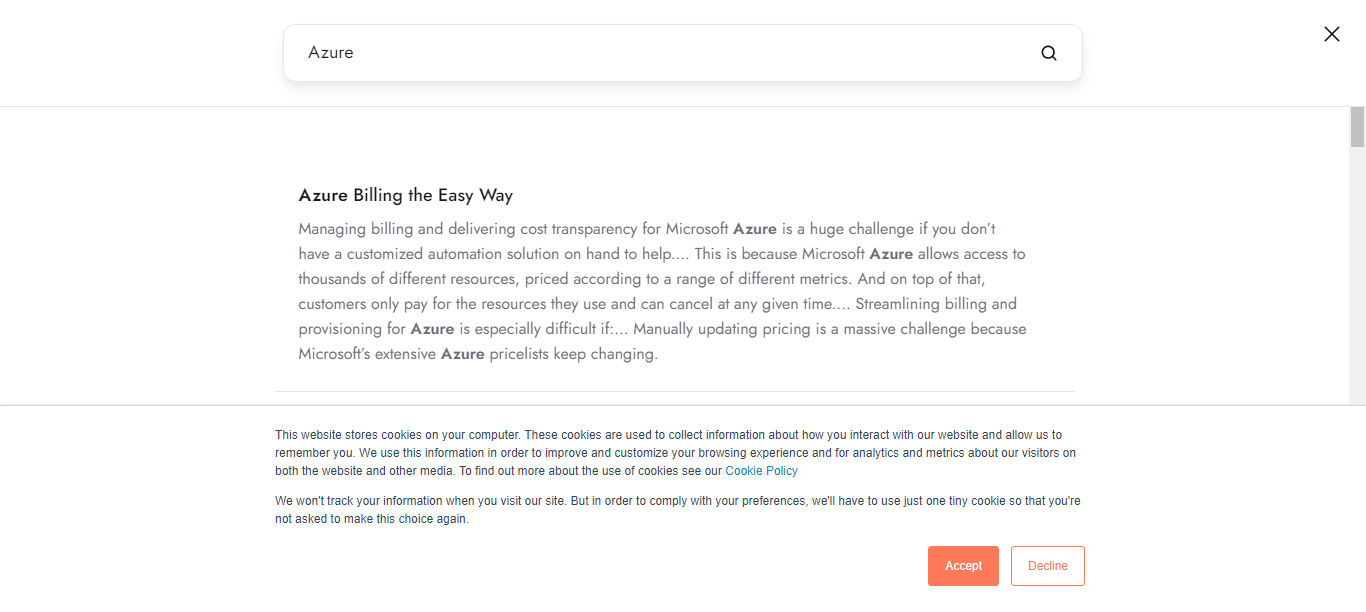 Azure
Azure Billing the Easy Way
Managing billing and delivering cost transparency for Microsoft Azure is a huge challenge if you don’t
have a customized automation solution on hand to help.… This is because Microsoft Azure allows access to
thousands of different resources, priced according to a range of different metrics. And on top of that,
customers only pay for the resources they use and can cancel at any given time.… Streamlining billing and
provisioning for Azure is especially difficult if:… Manually updating pricing is a massive challenge because
Microsoft’s extensive Azure pricelists keep changing.
This website stores cookies on your computer. These cookies are used to collect information about how you interact with our website and allow us to
remember you. We use this information in order to improve and customize your browsing experience and for analytics and metrics about our visitors on
both the website and other media. To find out more about the use of cookies see our Cookie Policy
We won't track your information when you visit our site. But in order to comply with your preferences, we'll have to use just one tiny cookie so that you're
not asked to make this choice again.
Accept Decline